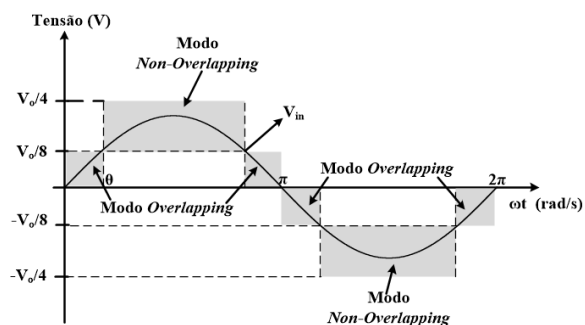 Tensão (V)
Modo
Non-Overlapping
Vₒ/4
V_in
Vₒ/8
θ
Modo Overlapping
π
Modo Overlapping
2π
ωt (rad/s)
-Vₒ/8
-Vₒ/4
Modo
Non-Overlapping